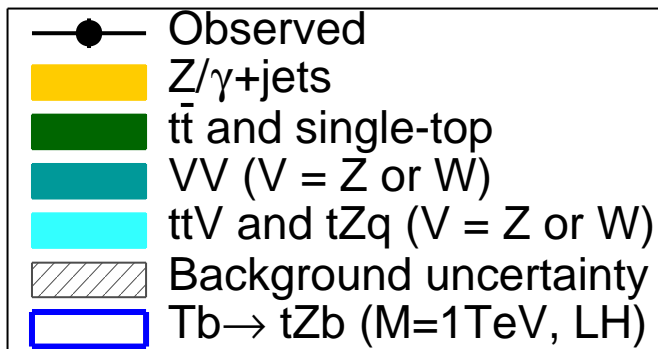 Observed
Z/γ+jets
tt̄ and single-top
VV (V = Z or W)
ttV and tZq (V = Z or W)
Background uncertainty
Tb→ tZb (M=1TeV, LH)